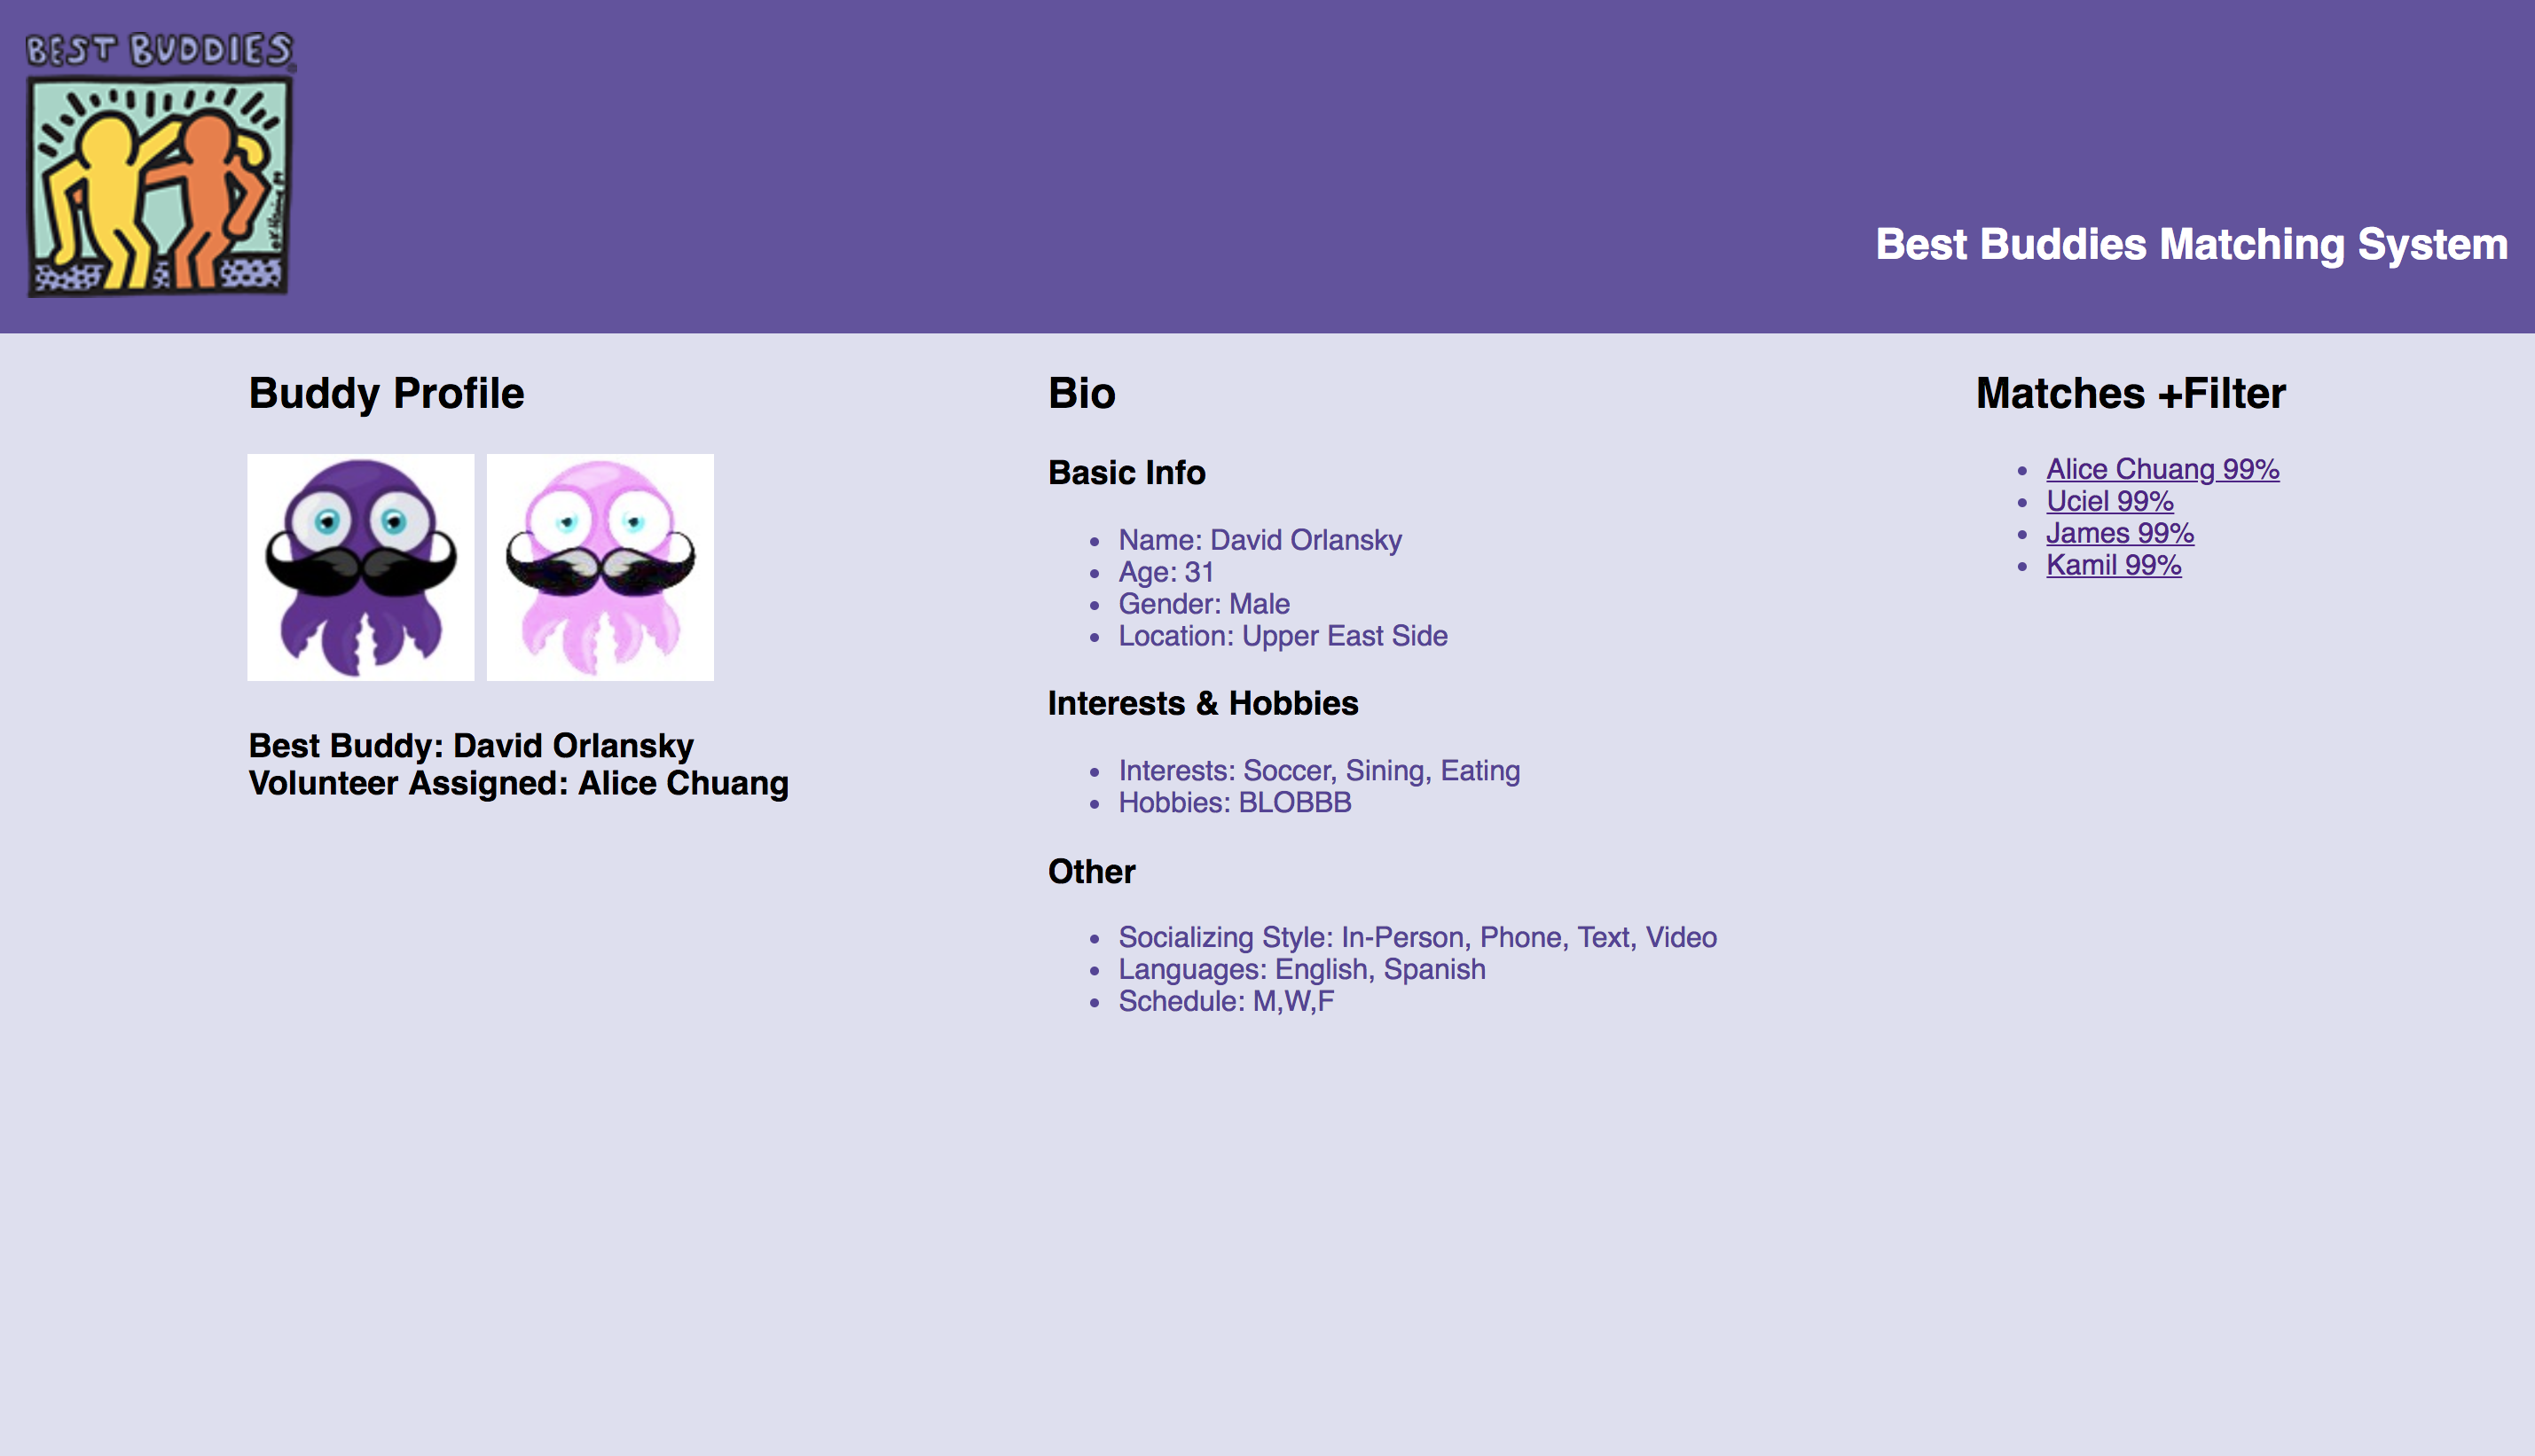 BEST BUDDIES
Best Buddies Matching System
Buddy Profile
Best Buddy: David Orlansky
Volunteer Assigned: Alice Chuang
Bio
Basic Info
Name: David Orlansky
Age: 31
Gender: Male
Location: Upper East Side
Interests & Hobbies
Interests: Soccer, Sining, Eating
Hobbies: BLOBBB
Other
Socializing Style: In-Person, Phone, Text, Video
Languages: English, Spanish
Schedule: M,W,F
Matches +Filter
Alice Chuang 99%
Uciel 99%
James 99%
Kamil 99%